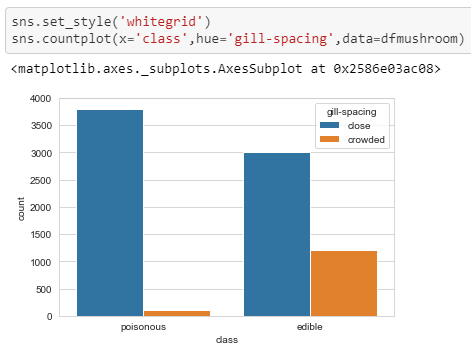 sns.set_style('whitegrid')
sns.countplot(x='class',hue='gill-spacing',data=dfmushroom)
<matplotlib.axes._subplots.AxesSubplot at 0x2586e03ac08>
4000
3500
3000
2500
2000
1500
1000
500
0
count
gill-spacing
close
crowded
poisonous edible
class